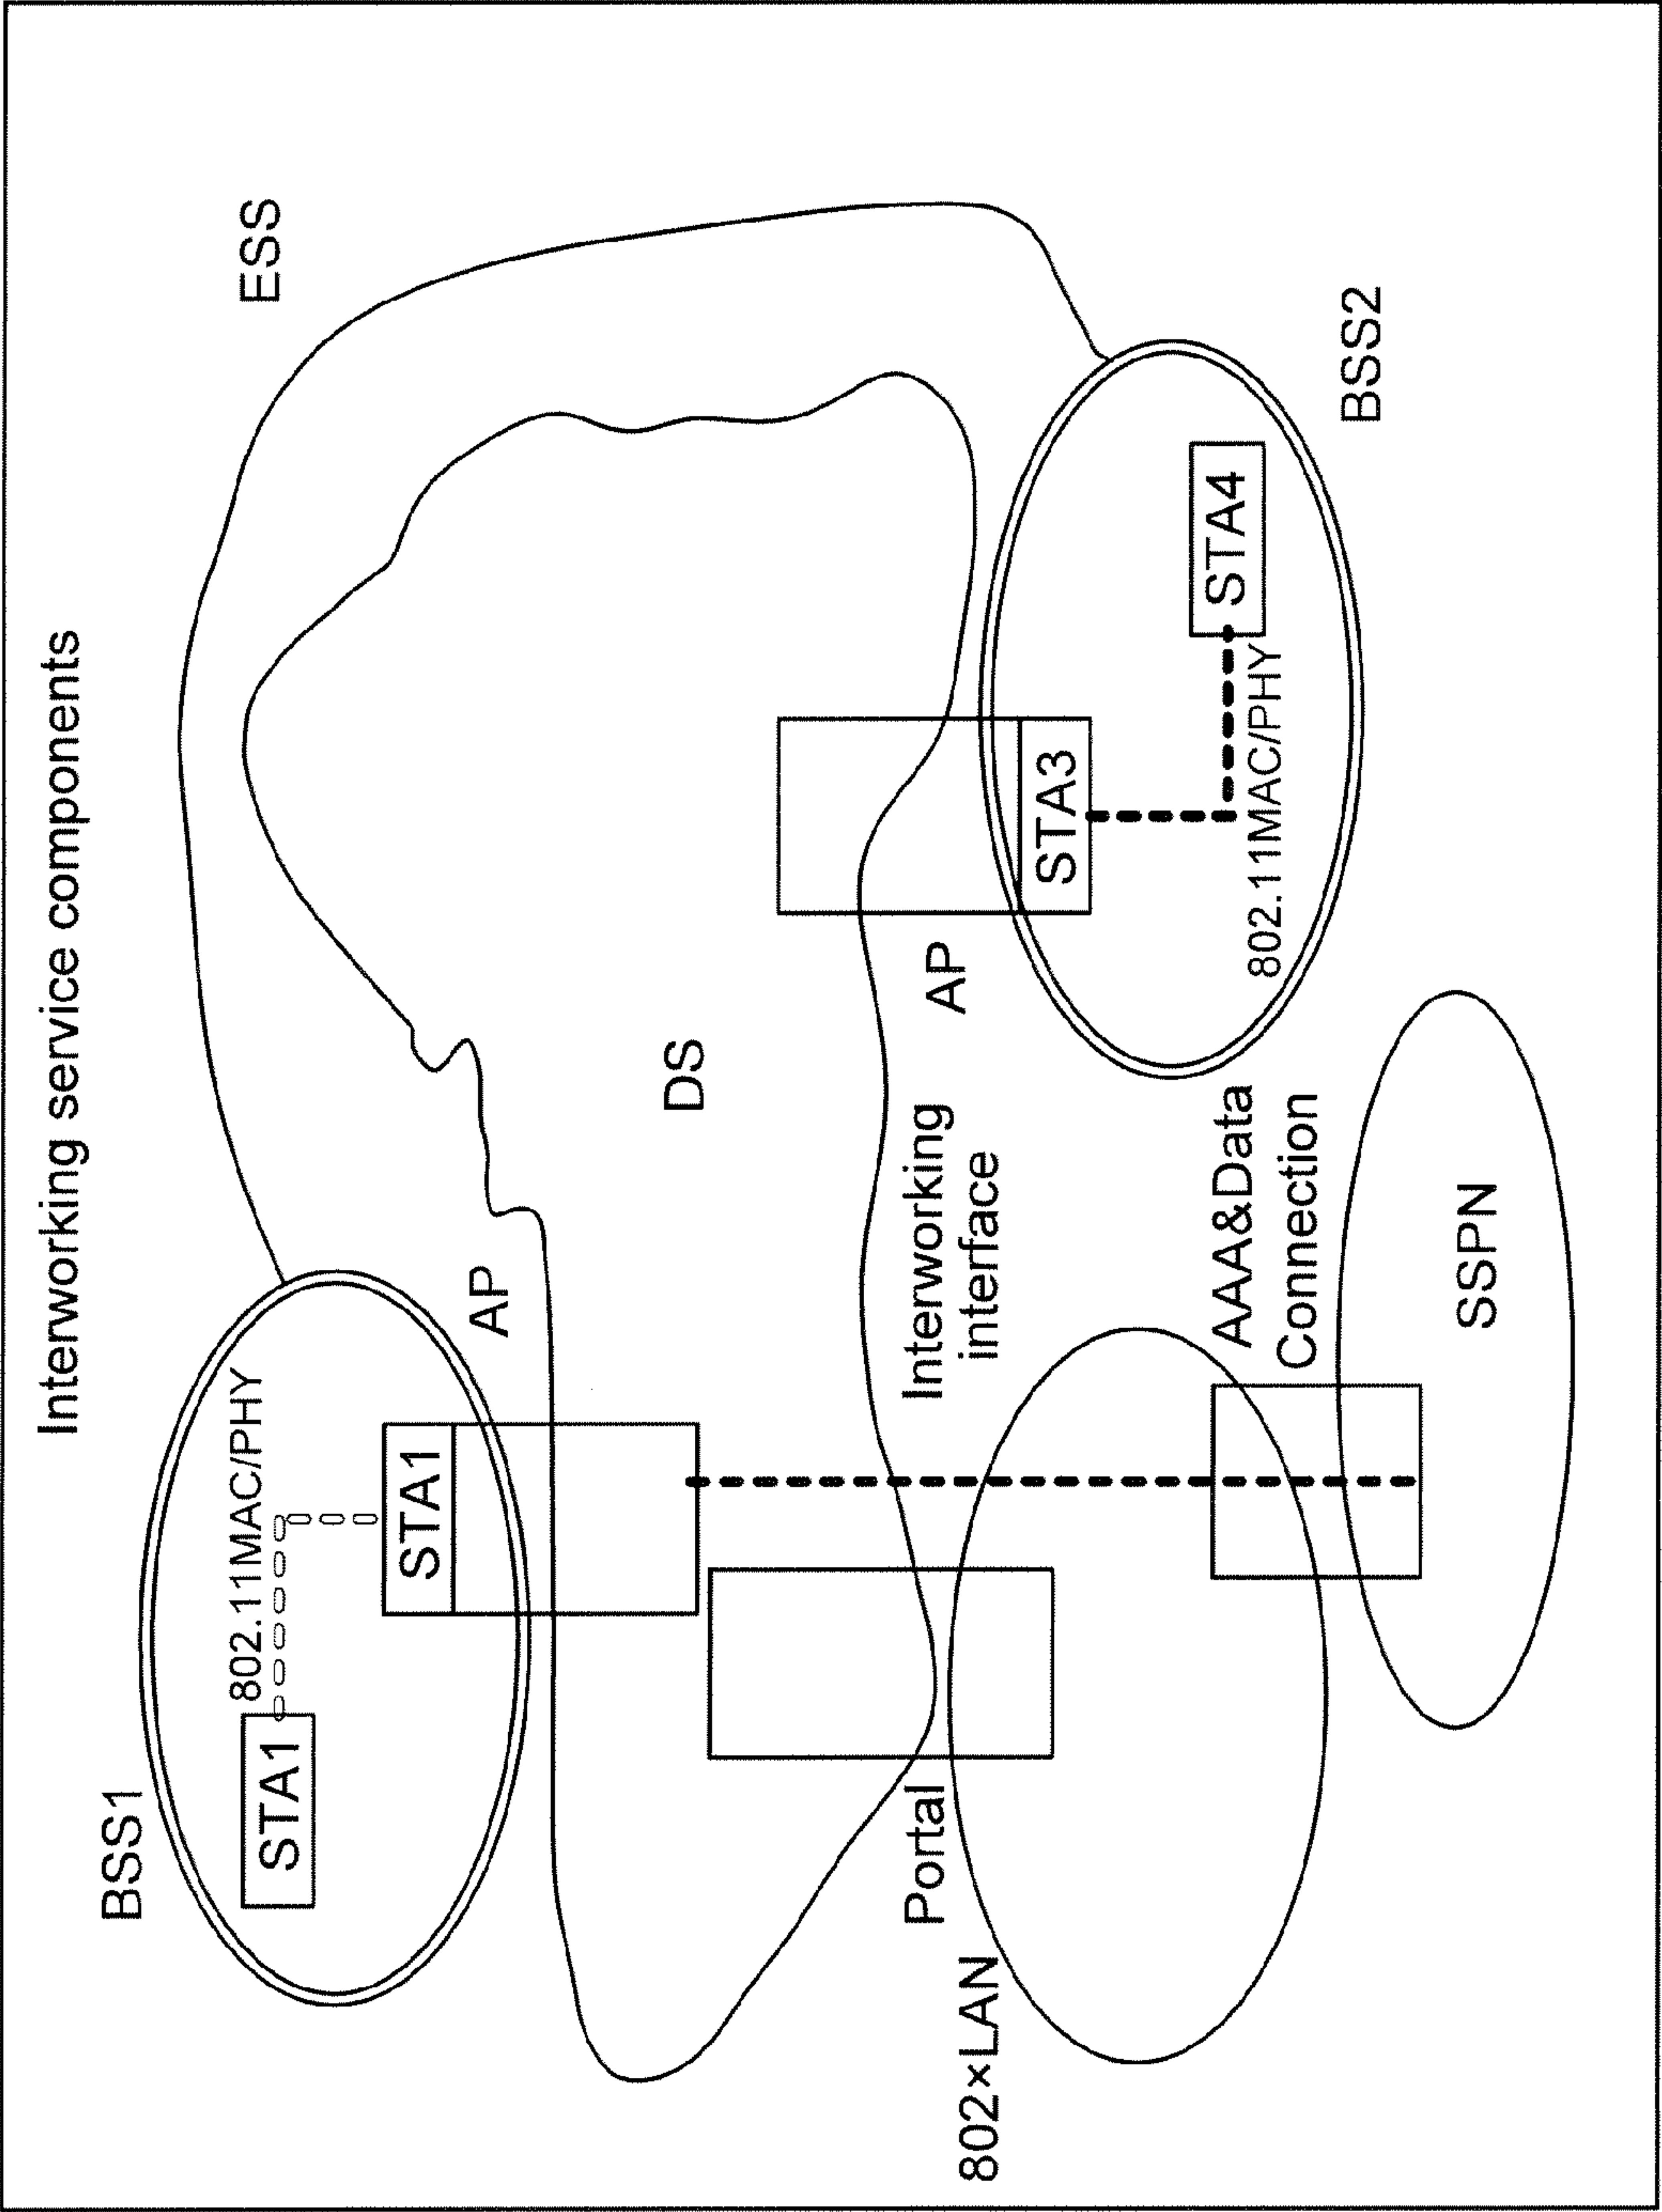 Interworking service components
BSS1
802.11MAC/PHY
STA1
STA1
AP
ESS
DS
Portal
Interworking
interface
AP
STA3
802×LAN
AAA&Data
Connection
STA4
802.11MAC/PHY
BSS2
SSPN